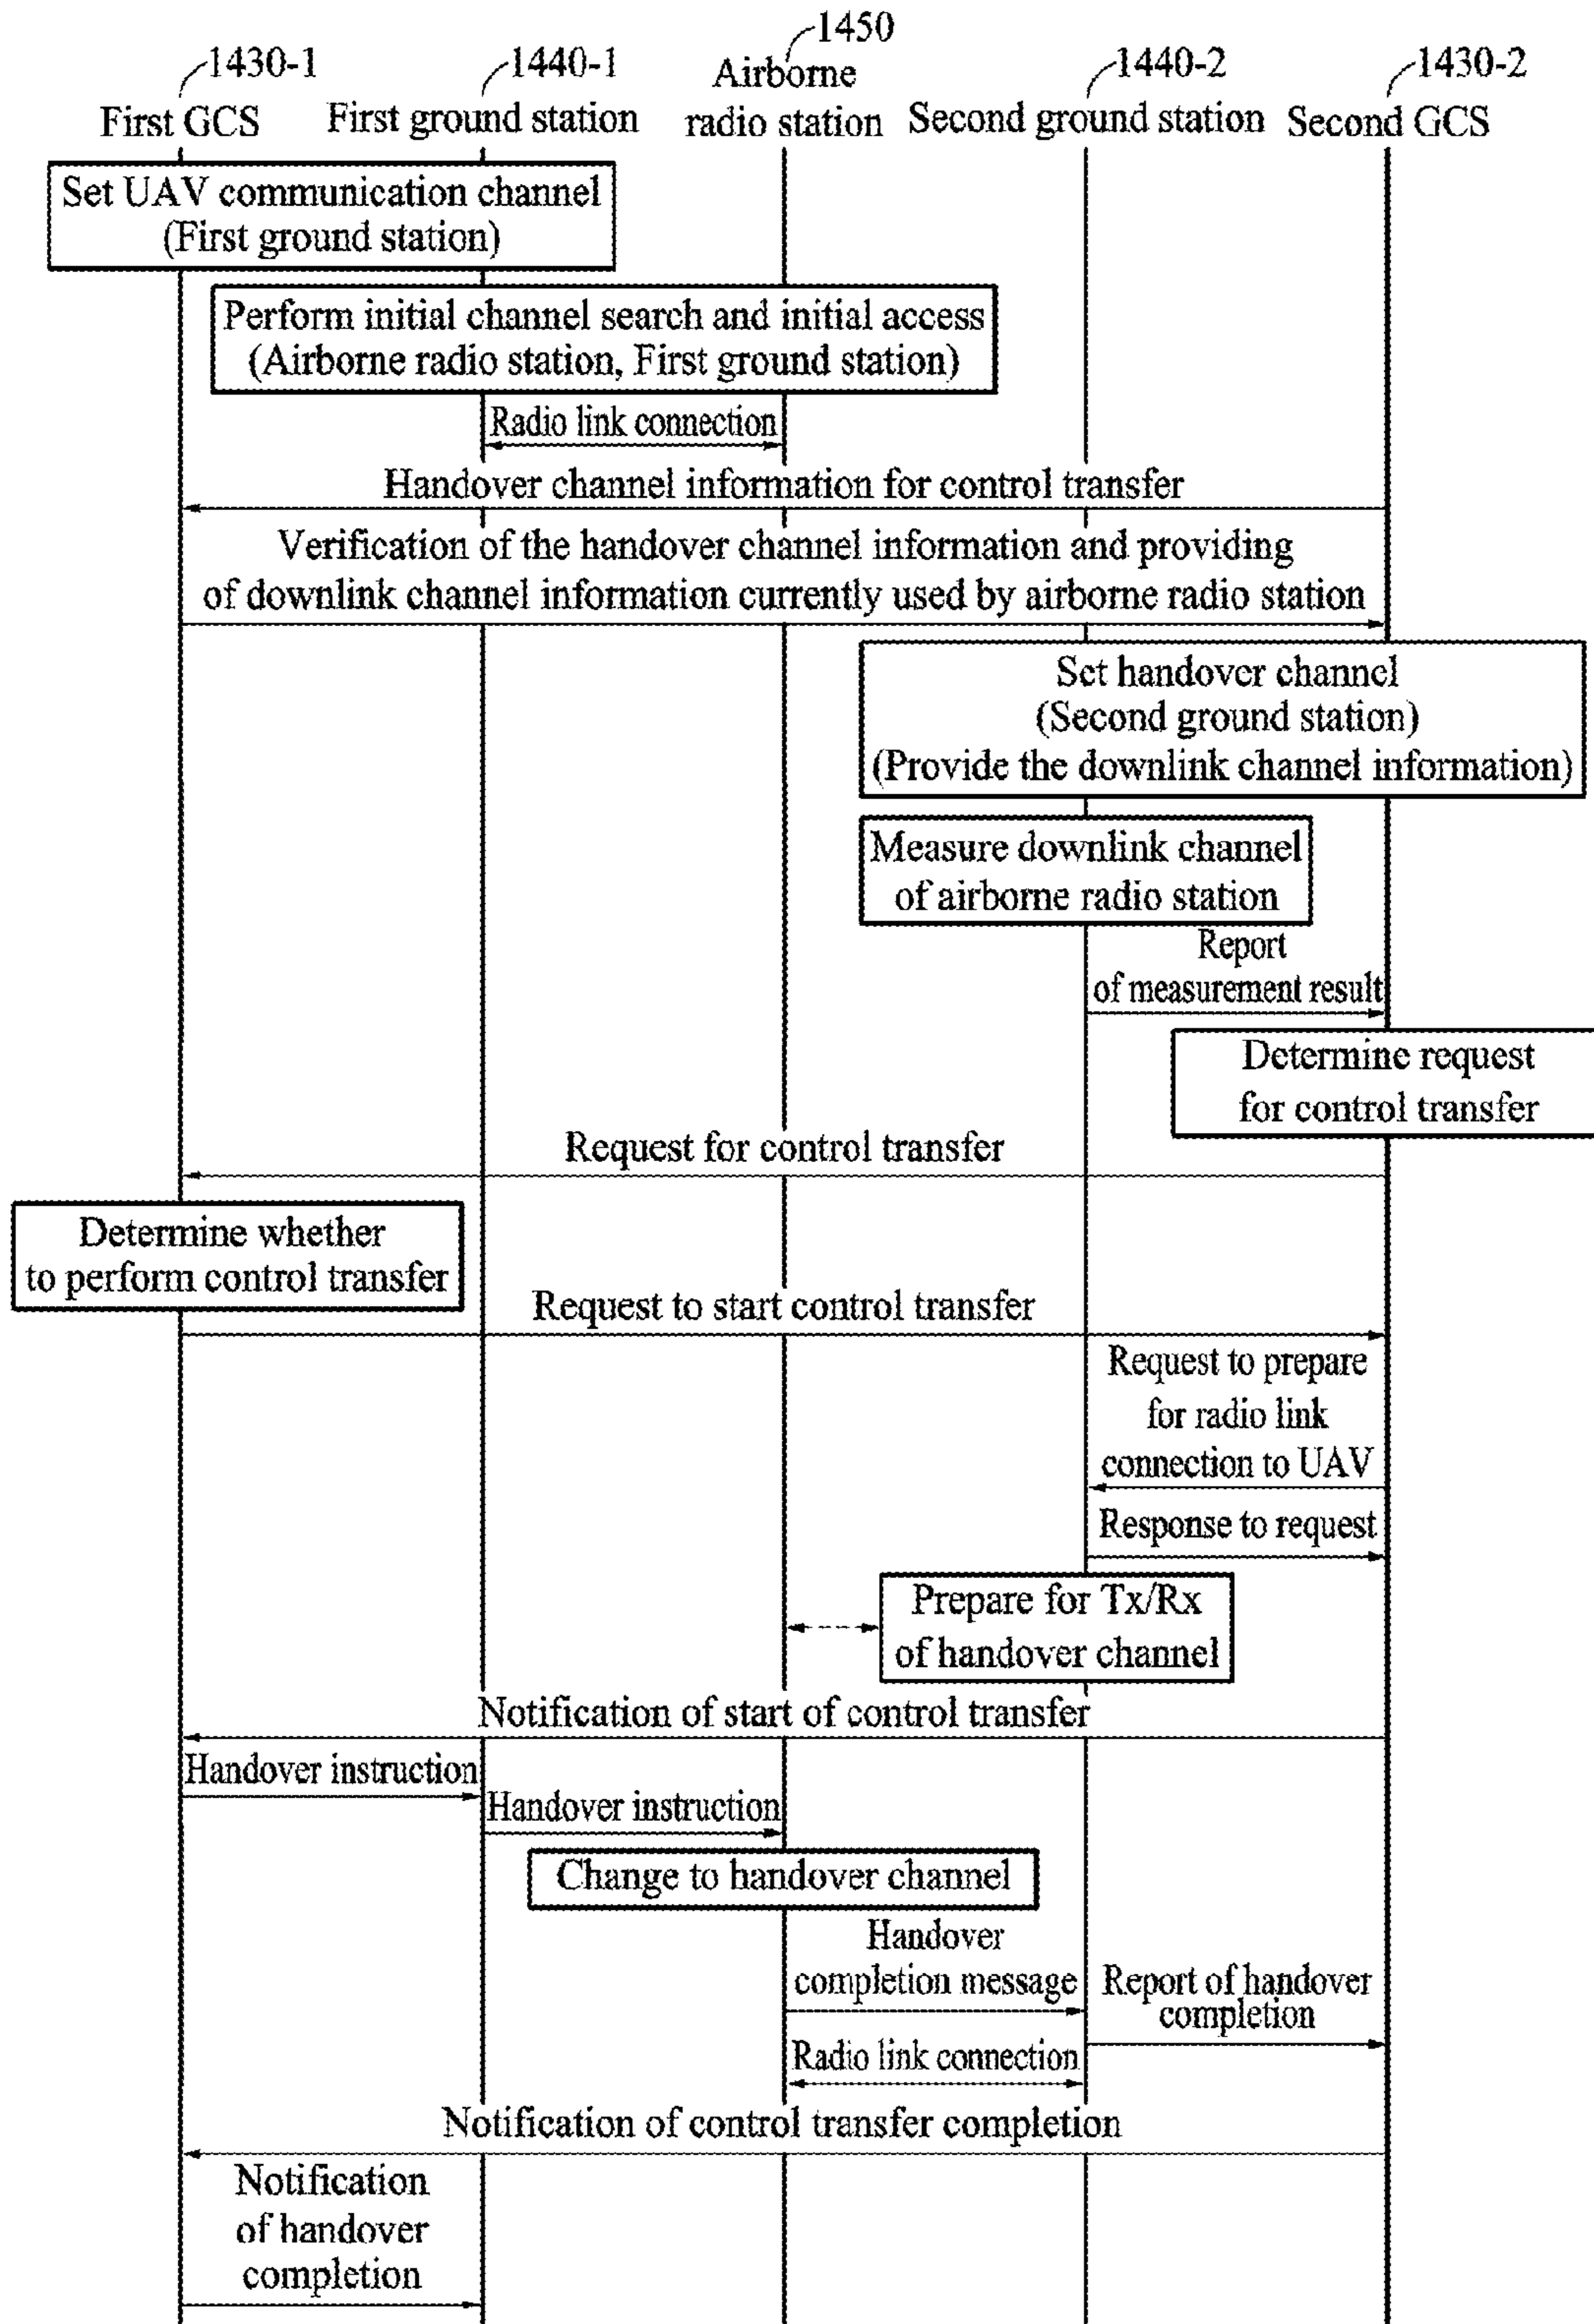 1430-1
1440-1
1450
1440-2
1430-2
First GCS
First ground station
Airborne
radio station
Second ground station
Second GCS
Set UAV communication channel
(First ground station)
Perform initial channel search and initial access
(Airborne radio station, First ground station)
Radio link connection
Handover channel information for control transfer
Verification of the handover channel information and providing
of downlink channel information currently used by airborne radio station
Set handover channel
(Second ground station)
(Provide the downlink channel information)
Measure downlink channel
of airborne radio station
Report
of measurement result
Determine request
for control transfer
Request for control transfer
Determine whether
to perform control transfer
Request to start control transfer
Request to prepare
for radio link
connection to UAV
Response to request
Prepare for Tx/Rx
of handover channel
Notification of start of control transfer
Handover instruction
Handover instruction
Change to handover channel
Handover
completion message
Report of handover
completion
Radio link connection
Notification of control transfer completion
Notification
of handover
completion